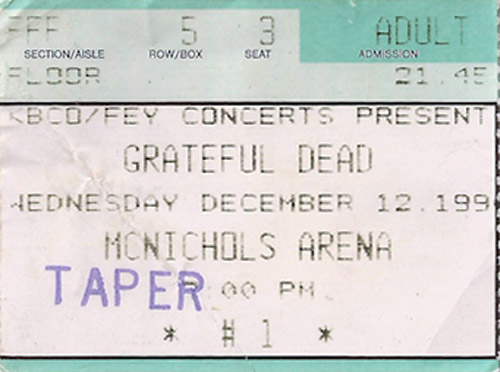 FFF 5 3 ADULT
SECTION/AISLE ROW/BOX SEAT ADMISSION
FLOOR 21.45
KBCO/FEY CONCERTS PRESENT
GRATEFUL DEAD
WEDNESDAY DECEMBER 12.199
MCNICHOLS ARENA
TAPER :00 PM
* #1 *